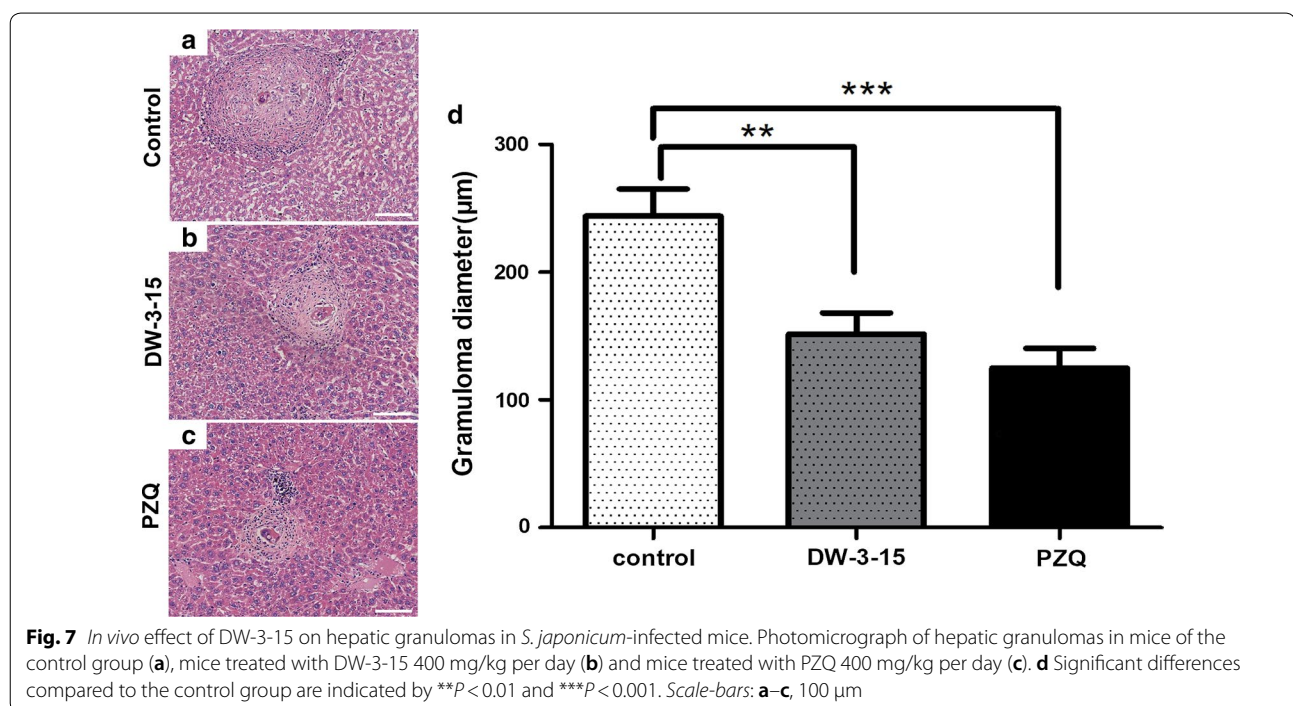 a
Control
b
DW-3-15
c
PZQ
d
***
**
Gramuloma diameter(μm)
300
200
100
0
control
DW-3-15
PZQ
Fig. 7 In vivo effect of DW-3-15 on hepatic granulomas in S. japonicum-infected mice. Photomicrograph of hepatic granulomas in mice of the
control group (a), mice treated with DW-3-15 400 mg/kg per day (b) and mice treated with PZQ 400 mg/kg per day (c). d Significant differences
compared to the control group are indicated by **P < 0.01 and ***P < 0.001. Scale-bars: a–c, 100 μm